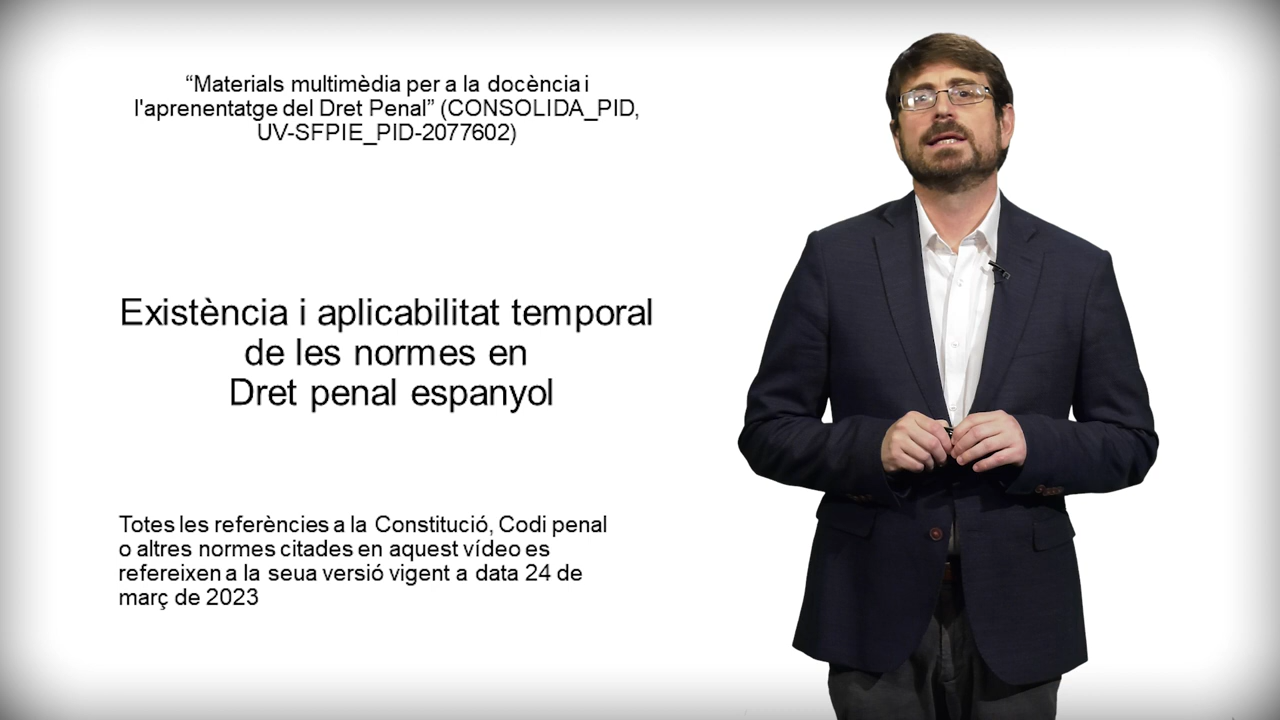 “Materials multimèdia per a la docència i
l'aprenentatge del Dret Penal” (CONSOLIDA_PID,
UV-SFPIE_PID-2077602)
Existència i aplicabilitat temporal
de les normes en
Dret penal espanyol
Totes les referències a la Constitució, Codi penal
o altres normes citades en aquest vídeo es
refereixen a la seua versió vigent a data 24 de
març de 2023